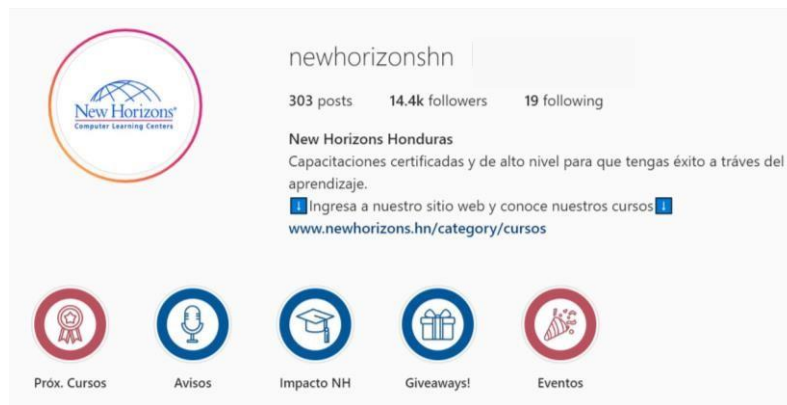 New Horizons®
Computer Learning Centers
newhorizonshn
303 posts 14.4k followers 19 following
New Horizons Honduras
Capacitaciones certificadas y de alto nivel para que tengas éxito a tráves del
aprendizaje.
⬇️Ingresa a nuestro sitio web y conoce nuestros cursos⬇️
www.newhorizons.hn/category/cursos
Próx. Cursos Avisos Impacto NH Giveaways! Eventos